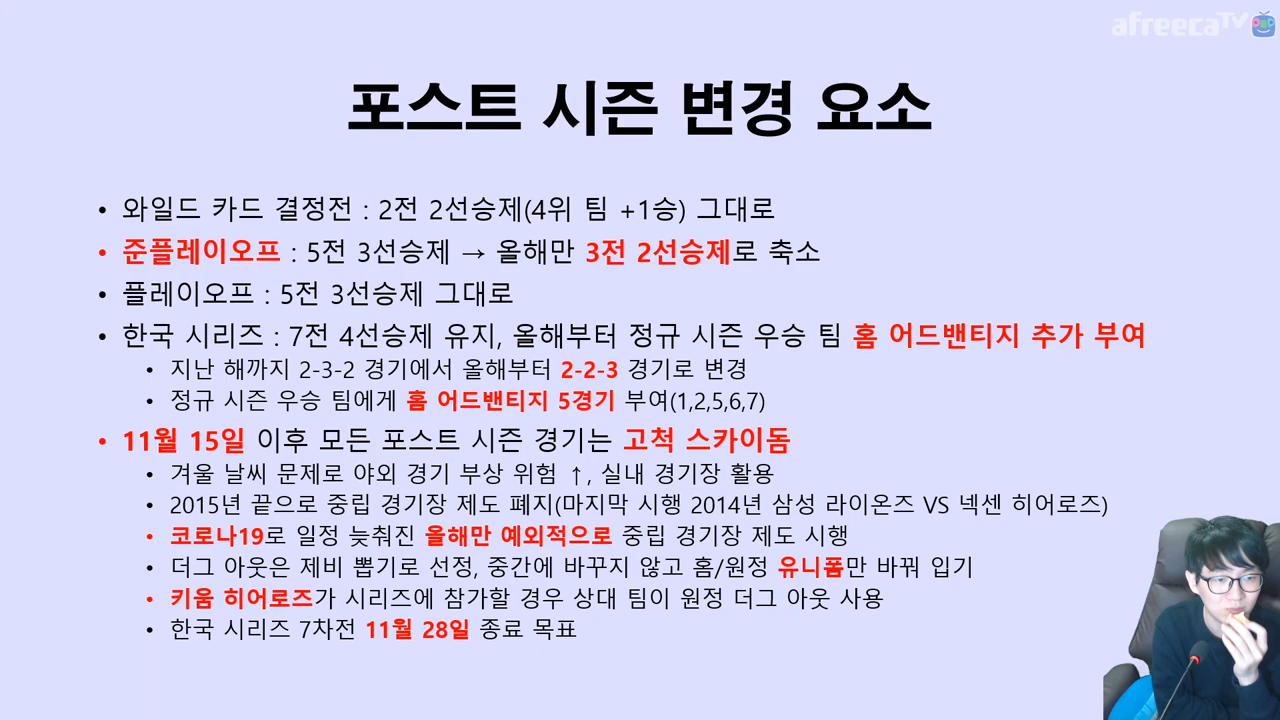 afreecaTV
포스트 시즌 변경 요소
• 와일드 카드 결정전 : 2전 2선승제(4위 팀 +1승) 그대로
• 준플레이오프 : 5전 3선승제 → 올해만 3전 2선승제로 축소
• 플레이오프 : 5전 3선승제 그대로
• 한국 시리즈 : 7전 4선승제 유지, 올해부터 정규 시즌 우승 팀 홈 어드밴티지 추가 부여
• 지난 해까지 2-3-2 경기에서 올해부터 2-2-3 경기로 변경
• 정규 시즌 우승 팀에게 홈 어드밴티지 5경기 부여(1,2,5,6,7)
• 11월 15일 이후 모든 포스트 시즌 경기는 고척 스카이돔
• 겨울 날씨 문제로 야외 경기 부상 위험 ↑, 실내 경기장 활용
• 2015년 끝으로 중립 경기장 제도 폐지(마지막 시행 2014년 삼성 라이온즈 VS 넥센 히어로즈)
• 코로나19로 일정 늦춰진 올해만 예외적으로 중립 경기장 제도 시행
• 더그 아웃은 제비 뽑기로 선정, 중간에 바꾸지 않고 홈/원정 유니폼만 바꿔 입기
• 키움 히어로즈가 시리즈에 참가할 경우 상대 팀이 원정 더그 아웃 사용
• 한국 시리즈 7차전 11월 28일 종료 목표